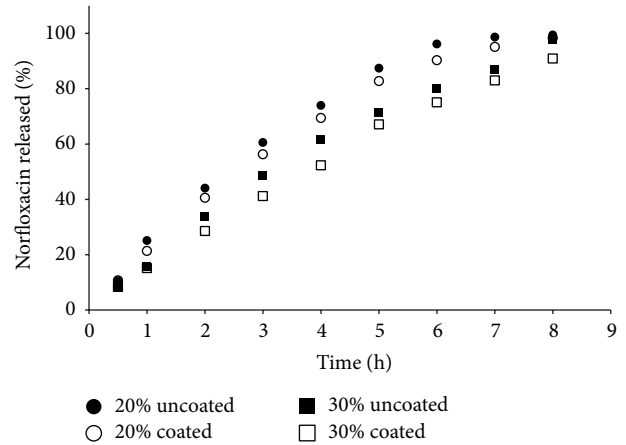 100
80
60
40
20
0
Norfloxacin released (%)
0 1 2 3 4 5 6 7 8 9
Time (h)
20% uncoated 30% uncoated
20% coated 30% coated